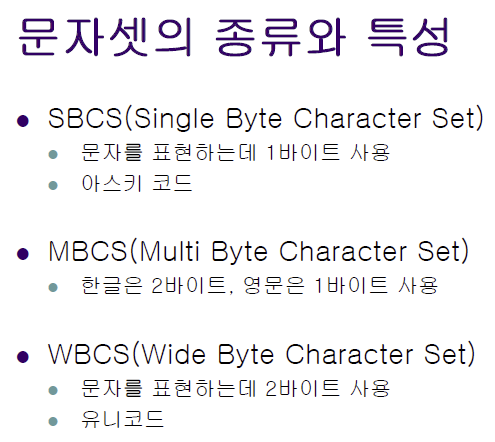 문자셋의 종류와 특성
SBCS(Single Byte Character Set)
문자를 표현하는데 1바이트 사용
아스키 코드
MBCS(Multi Byte Character Set)
한글은 2바이트, 영문은 1바이트 사용
WBCS(Wide Byte Character Set)
문자를 표현하는데 2바이트 사용
유니코드